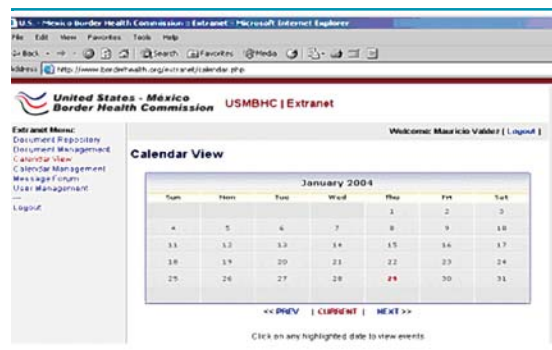 U.S. - Mexico Border Health Commission :: Extranet - Microsoft Internet Explorer
File Edit View Favorites Tools Help
Back Search Favorites Media
Address http://www.borderhealth.org/extranet/calendar.php
United States - México
Border Health Commission
USMBHC | Extranet
Extranet Menu:
Document Repository
Document Management
Calendar View
Calendar Management
Message Forum
User Management
---
Logout
Welcome: Mauricio Valdez [ Logout ]
Calendar View
January 2004
Sun Mon Tue Wed Thu Fri Sat
1 2 3
4 5 6 7 8 9 10
11 12 13 14 15 16 17
18 19 20 21 22 23 24
25 26 27 28 29 30 31
<< PREV | CURRENT | NEXT >>
Click on any highlighted date to view events